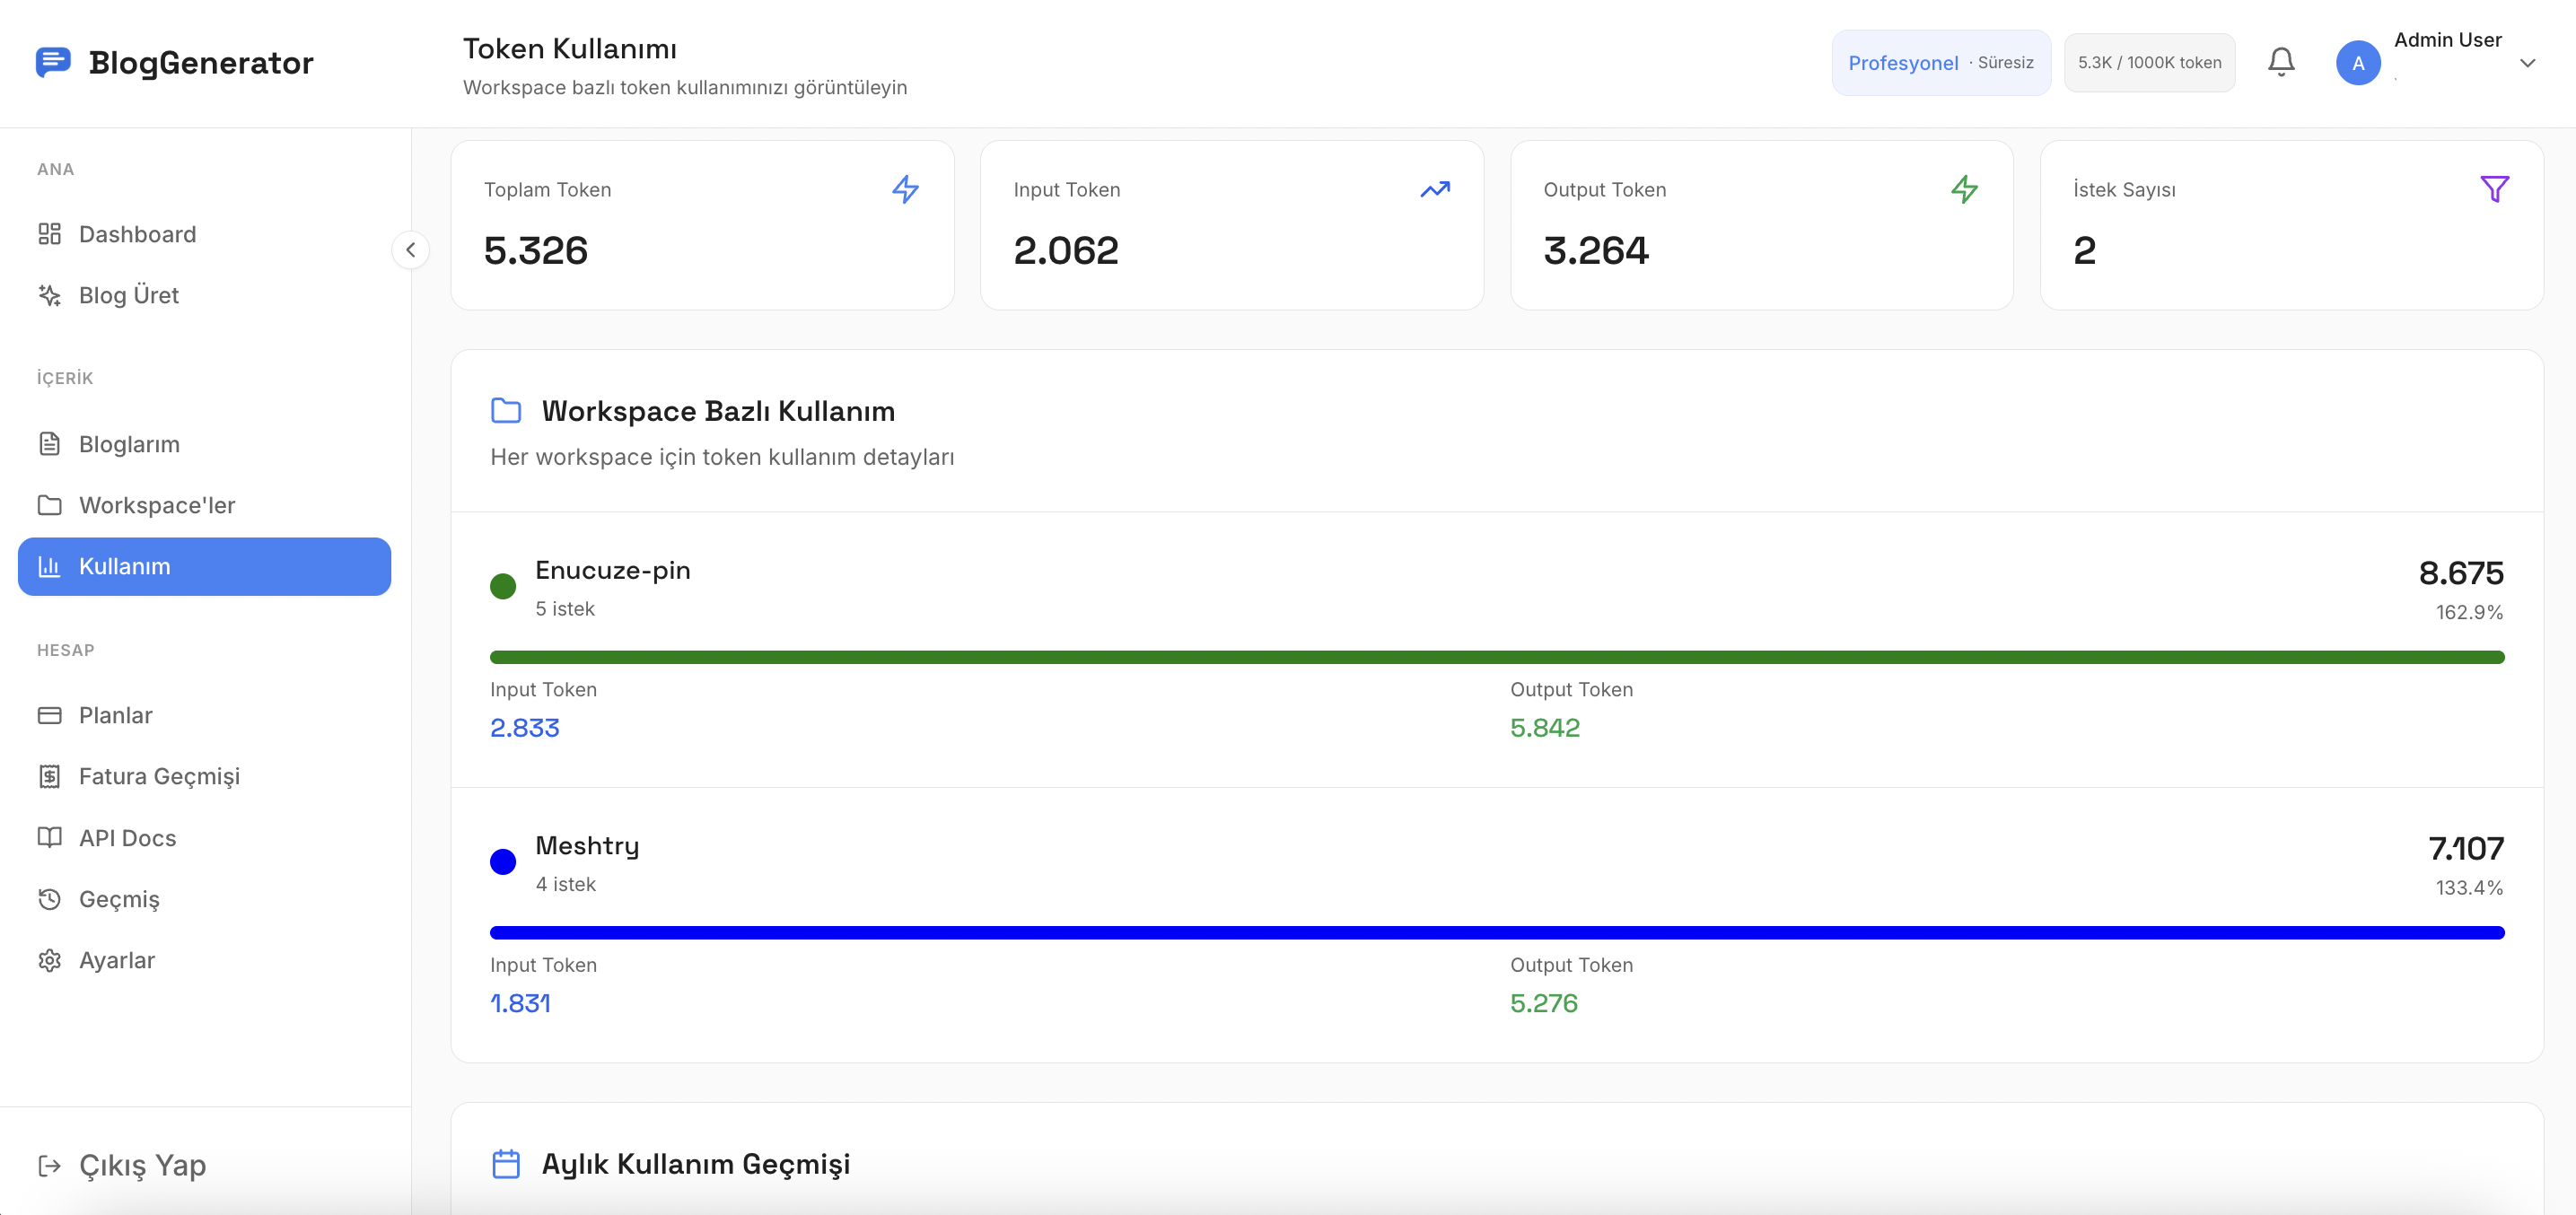 BlogGenerator
Token Kullanımı
Workspace bazlı token kullanımınızı görüntüleyin
Profesyonel · Süresiz
5.3K / 1000K token
A
Admin User
.
ANA
Dashboard
Blog Üret
İÇERİK
Bloglarım
Workspace'ler
Kullanım
HESAP
Planlar
Fatura Geçmişi
API Docs
Geçmiş
Ayarlar
Çıkış Yap
Toplam Token
5.326
Input Token
2.062
Output Token
3.264
İstek Sayısı
2
Workspace Bazlı Kullanım
Her workspace için token kullanım detayları
Enucuze-pin
5 istek
8.675
162.9%
Input Token
2.833
Output Token
5.842
Meshtry
4 istek
7.107
133.4%
Input Token
1.831
Output Token
5.276
Aylık Kullanım Geçmişi